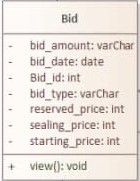 Bid
- bid_amount: varChar
- bid_date: date
- Bid_id: int
- bid_type: varChar
- reserved_price: int
- sealing_price: int
- starting_price: int
+ view(): void